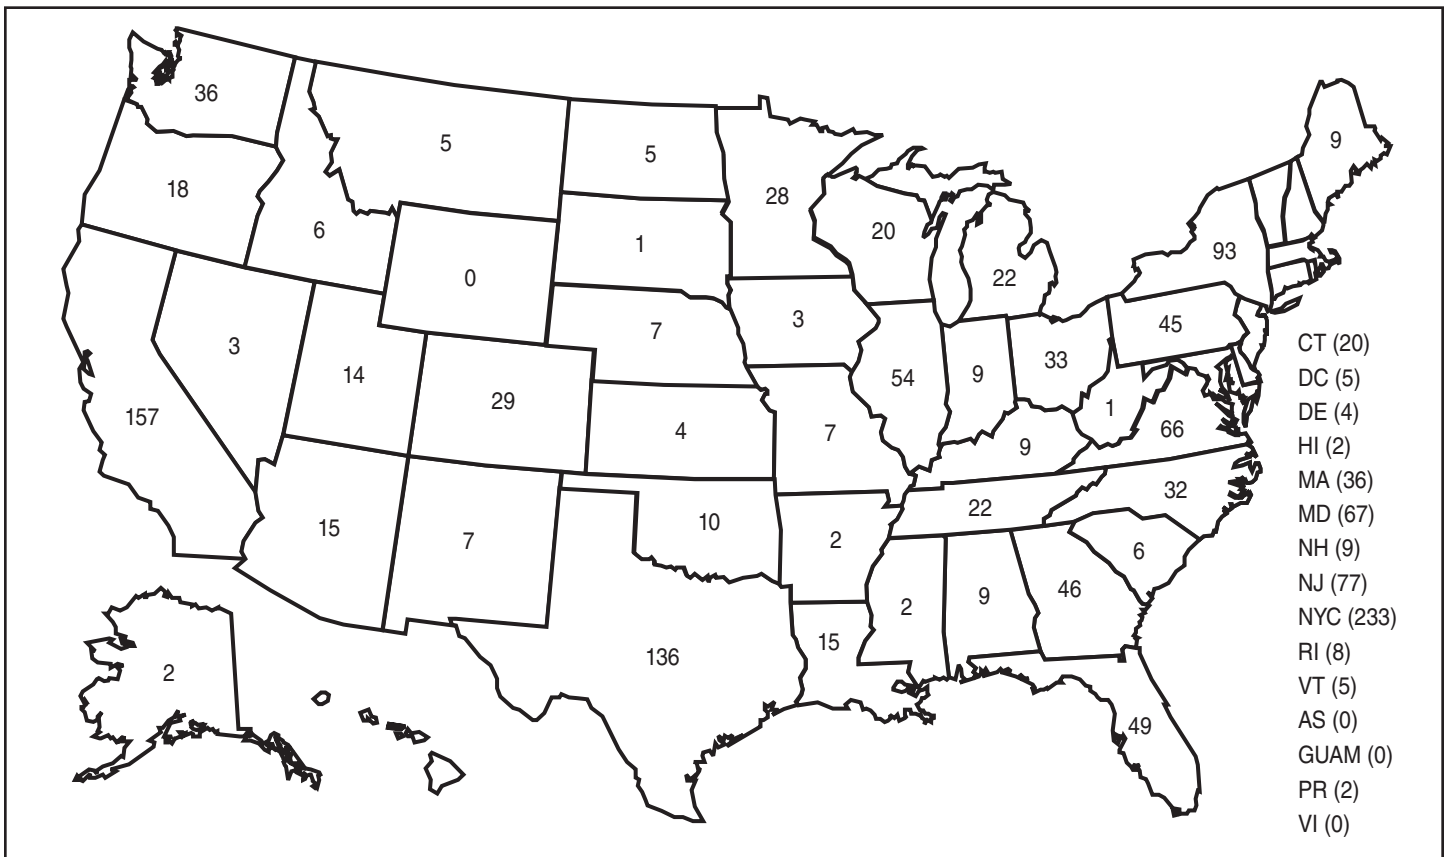 36
5
5
9
18
28
6
20
1
93
0
22
3
7
45
3
33
14
54
9
29
1
157
4
7
66
9
32
22
10
15
7
2
6
9
46
2
15
136
2
49
CT (20)
DC (5)
DE (4)
HI (2)
MA (36)
MD (67)
NH (9)
NJ (77)
NYC (233)
RI (8)
VT (5)
AS (0)
GUAM (0)
PR (2)
VI (0)